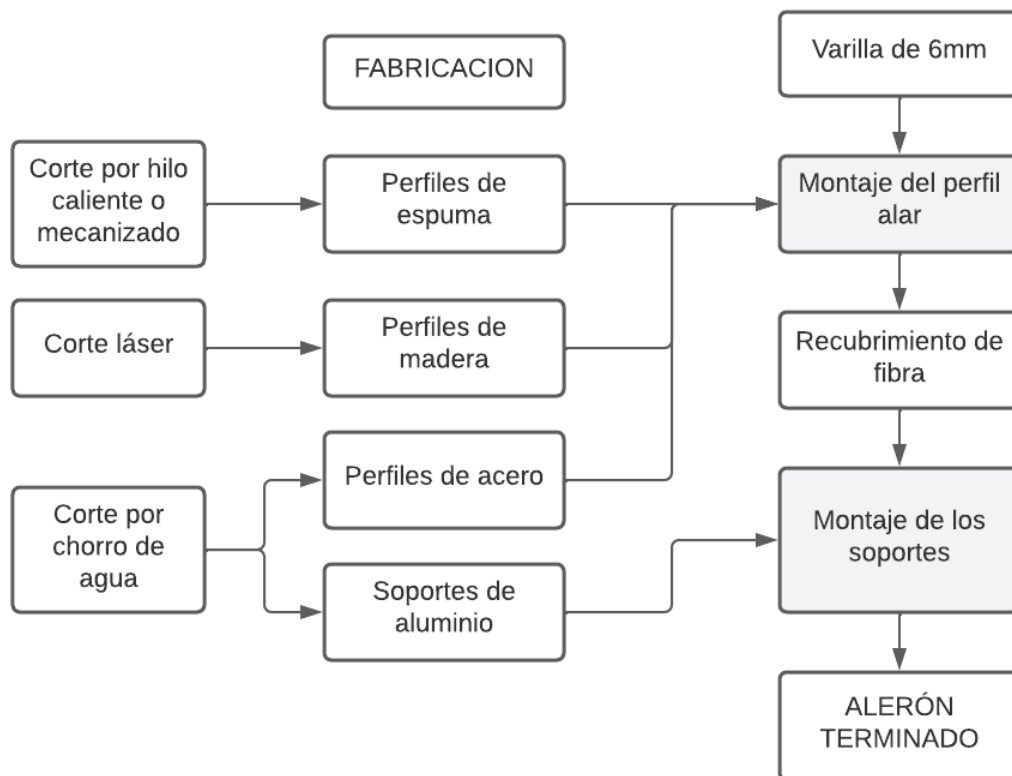 FABRICACION
Varilla de 6mm
Corte por hilo
caliente o
mecanizado
Perfiles de
espuma
Montaje del perfil
alar
Corte láser
Perfiles de
madera
Recubrimiento de
fibra
Corte por
chorro de
agua
Perfiles de acero
Soportes de
aluminio
Montaje de los
soportes
ALERÓN
TERMINADO